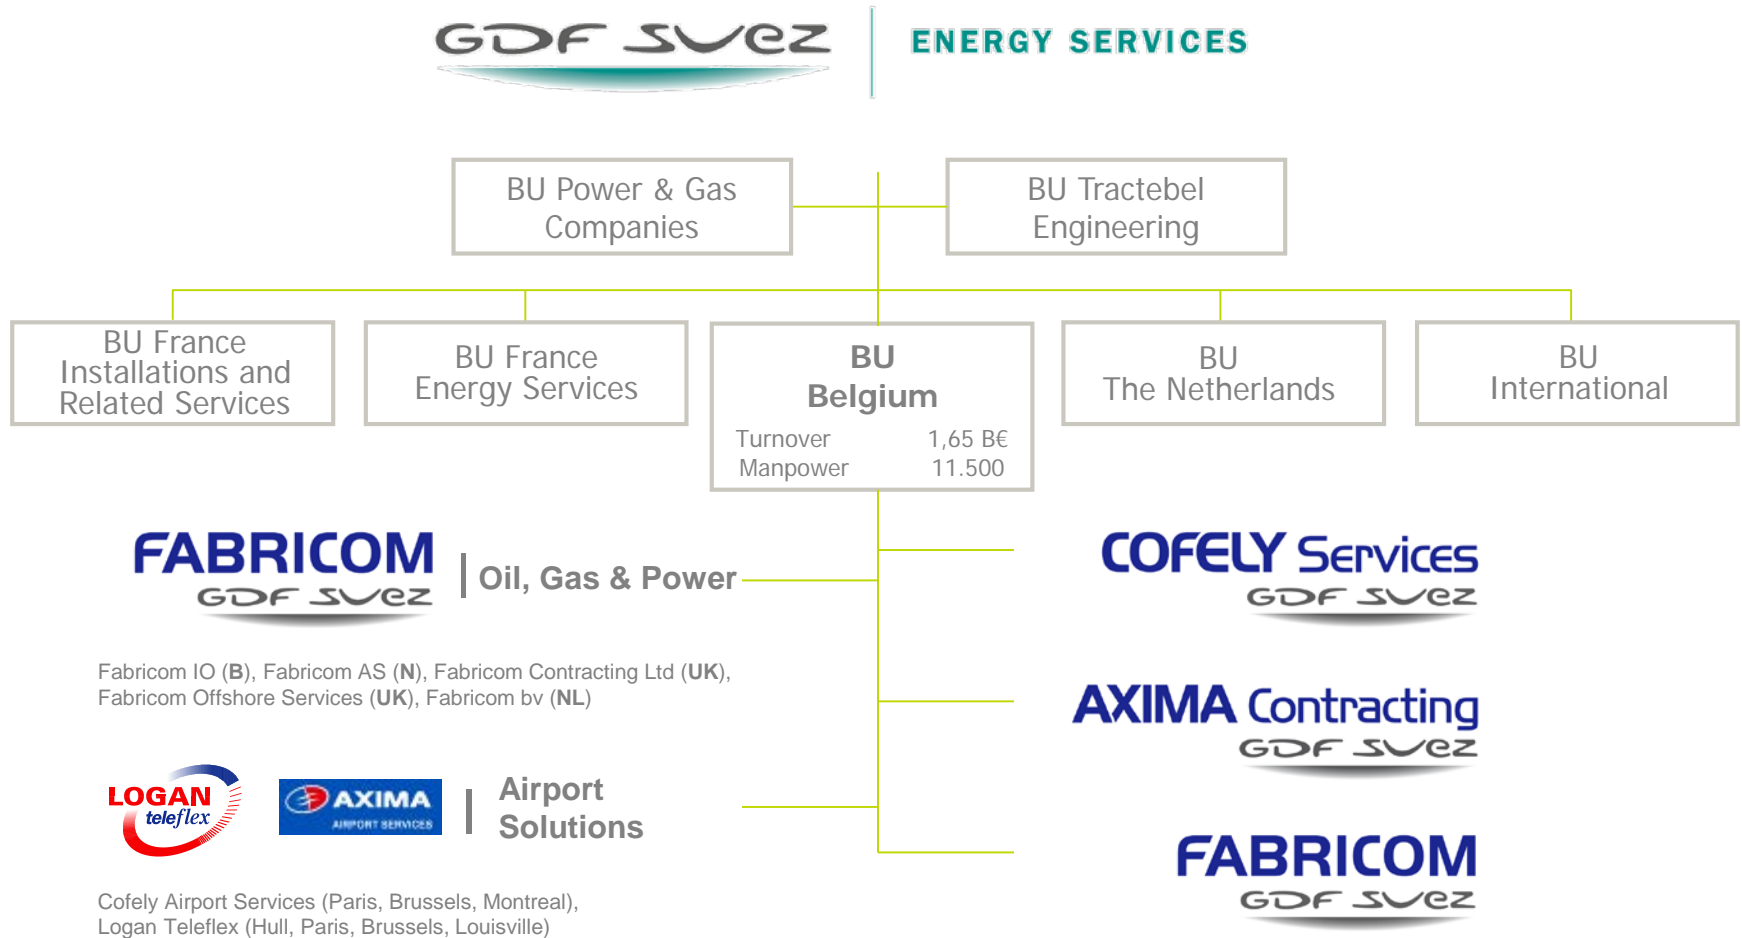 GDF SUEZ
ENERGY SERVICES
BU Power & Gas
Companies
BU Tractebel
Engineering
BU France
Installations and
Related Services
BU France
Energy Services
BU
Belgium
Turnover 1,65 B€
Manpower 11.500
BU
The Netherlands
BU
International
FABRICOM
GDF SUEZ
Oil, Gas & Power
Fabricom IO (B), Fabricom AS (N), Fabricom Contracting Ltd (UK),
Fabricom Offshore Services (UK), Fabricom bv (NL)
LOGAN
teleflex
AXIMA
AIRPORT SERVICES
Airport
Solutions
Cofely Airport Services (Paris, Brussels, Montreal),
Logan Teleflex (Hull, Paris, Brussels, Louisville)
COFELY Services
GDF SUEZ
AXIMA Contracting
GDF SUEZ
FABRICOM
GDF SUEZ